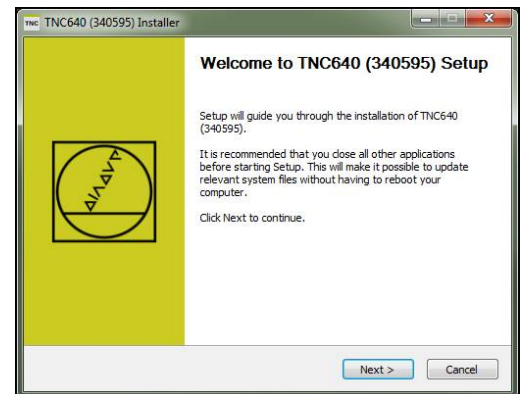 TNC TNC640 (340595) Installer
Welcome to TNC640 (340595) Setup
Setup will guide you through the installation of TNC640
(340595).
It is recommended that you close all other applications
before starting Setup. This will make it possible to update
relevant system files without having to reboot your
computer.
Click Next to continue.
Next >
Cancel